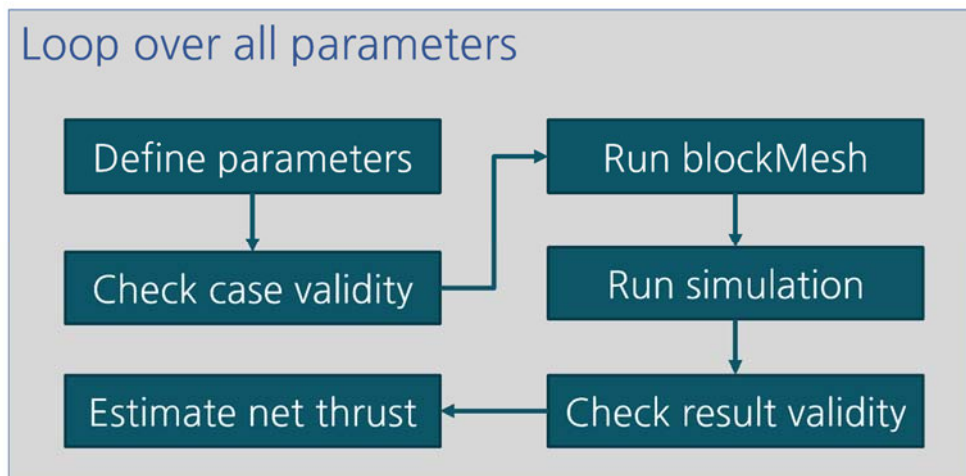 Loop over all parameters
Define parameters
Check case validity
Run blockMesh
Run simulation
Check result validity
Estimate net thrust